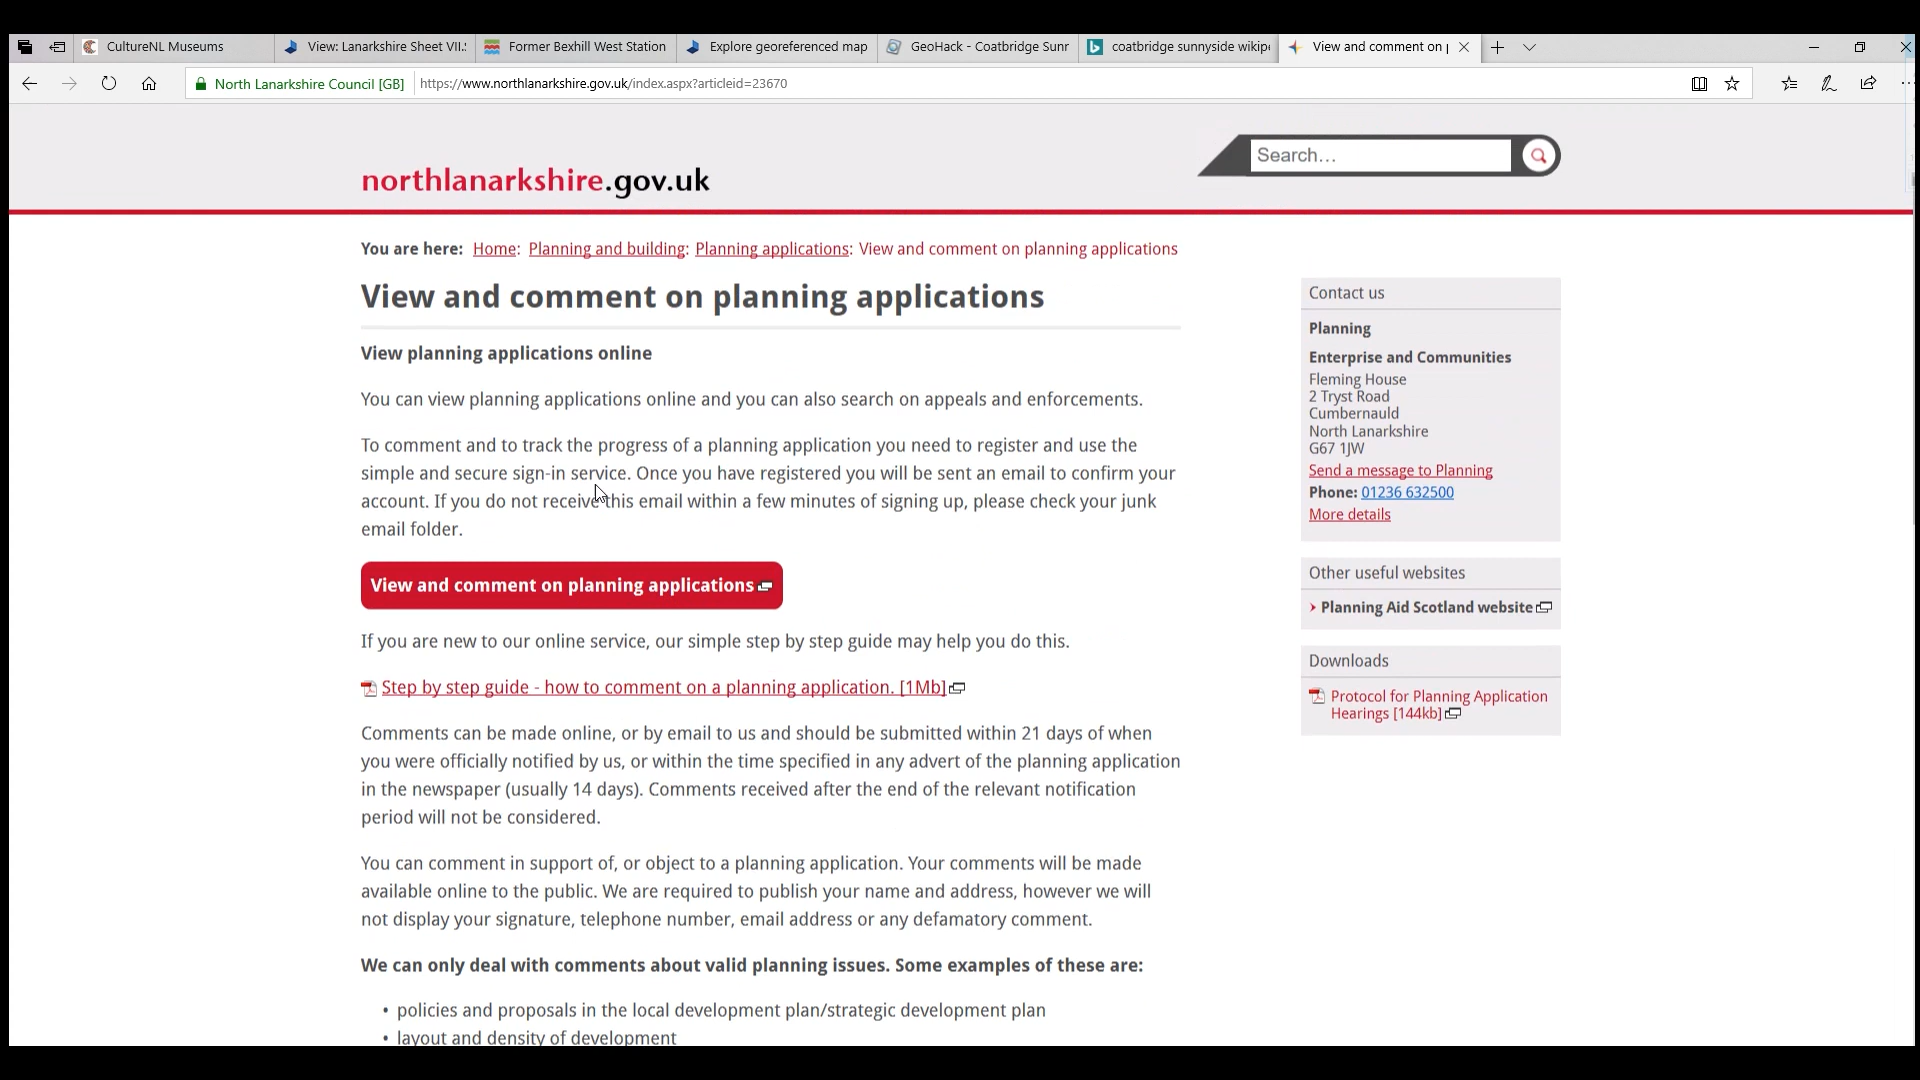 CultureNL Museums
View: Lanarkshire Sheet VII.
Former Bexhill West Station
Explore georeferenced map
GeoHack - Coatbridge Sunr
coatbridge sunnyside wikipe
View and comment on p
North Lanarkshire Council [GB]
https://www.northlanarkshire.gov.uk/index.aspx?articleid=23670
Search...
northlanarkshire.gov.uk
You are here: Home: Planning and building: Planning applications: View and comment on planning applications
View and comment on planning applications
View planning applications online
You can view planning applications online and you can also search on appeals and enforcements.
To comment and to track the progress of a planning application you need to register and use the
simple and secure sign-in service. Once you have registered you will be sent an email to confirm your
account. If you do not receive this email within a few minutes of signing up, please check your junk
email folder.
View and comment on planning applications
If you are new to our online service, our simple step by step guide may help you do this.
Step by step guide - how to comment on a planning application. [1Mb]
Comments can be made online, or by email to us and should be submitted within 21 days of when
you were officially notified by us, or within the time specified in any advert of the planning application
in the newspaper (usually 14 days). Comments received after the end of the relevant notification
period will not be considered.
You can comment in support of, or object to a planning application. Your comments will be made
available online to the public. We are required to publish your name and address, however we will
not display your signature, telephone number, email address or any defamatory comment.
We can only deal with comments about valid planning issues. Some examples of these are:
• policies and proposals in the local development plan/strategic development plan
• layout and density of development
Contact us
Planning
Enterprise and Communities
Fleming House
2 Tryst Road
Cumbernauld
North Lanarkshire
G67 1JW
Send a message to Planning
Phone: 01236 632500
More details
Other useful websites
Planning Aid Scotland website
Downloads
Protocol for Planning Application
Hearings [144kb]